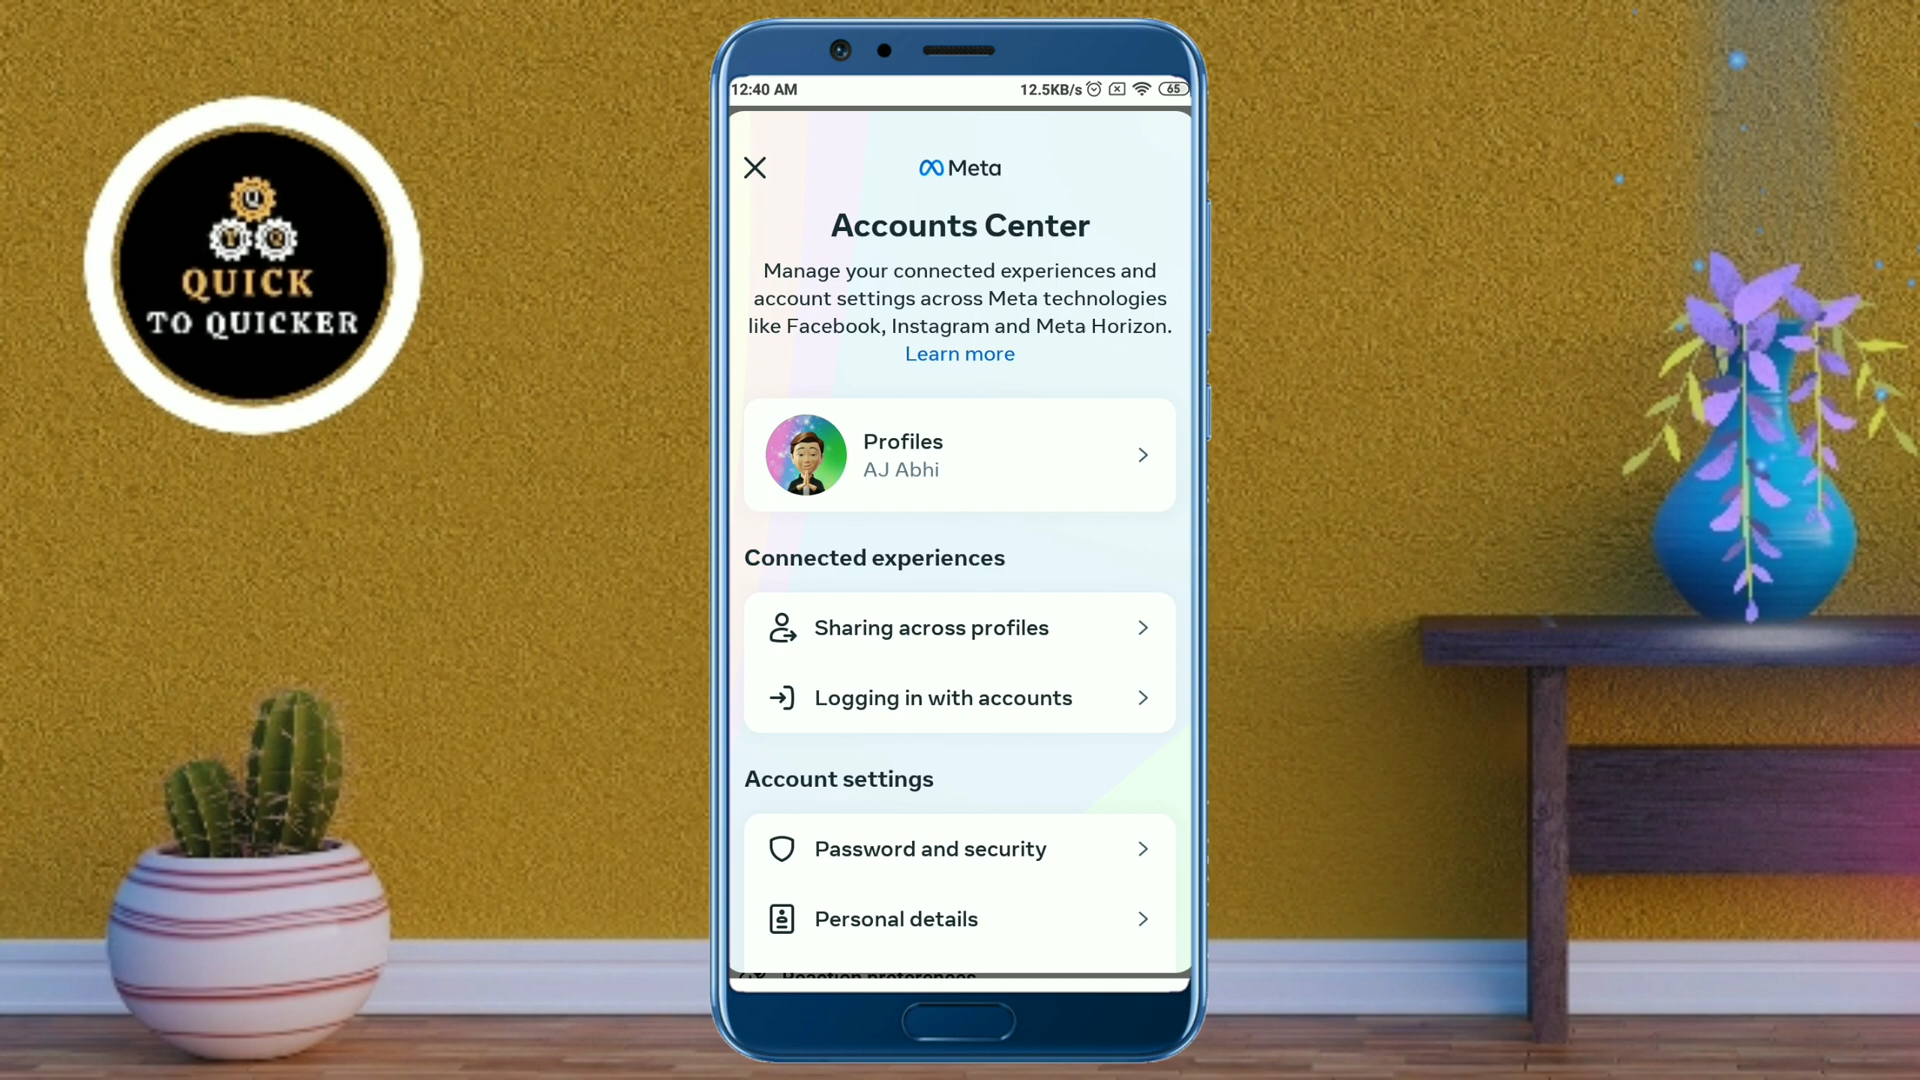 Q
Y Q
QUICK
TO QUICKER
12:40 AM
12.5KB/s
65
Meta
Accounts Center
Manage your connected experiences and
account settings across Meta technologies
like Facebook, Instagram and Meta Horizon.
Learn more
Profiles
AJ Abhi
Connected experiences
Sharing across profiles
Logging in with accounts
Account settings
Password and security
Personal details
Reaction preferences